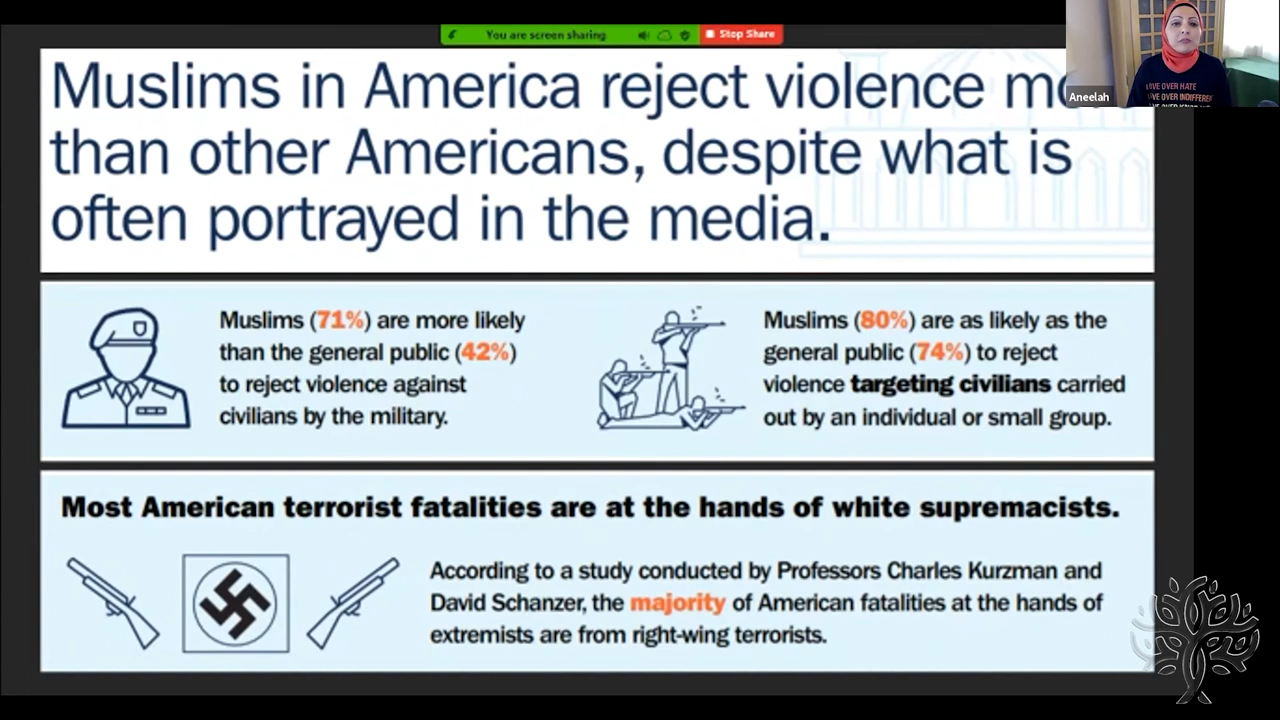 You are screen sharing
Stop Share
Muslims in America reject violence
than other Americans, despite what is
often portrayed in the media.
Aneelah
LOVE OVER HATE
Muslims (71%) are more likely
than the general public (42%)
to reject violence against
civilians by the military.
Muslims (80%) are as likely as the
general public (74%) to reject
violence targeting civilians carried
out by an individual or small group.
Most American terrorist fatalities are at the hands of white supremacists.
According to a study conducted by Professors Charles Kurzman and
David Schanzer, the majority of American fatalities at the hands of
extremists are from right-wing terrorists.